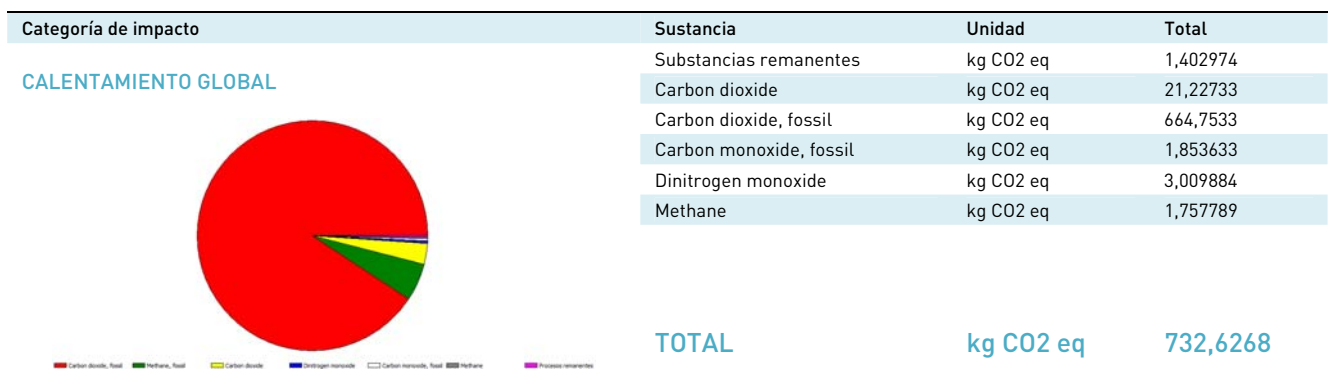 Categoría de impacto Sustancia Unidad Total
CALENTAMIENTO GLOBAL
Substancias remanentes kg CO2 eq 1,402974
Carbon dioxide kg CO2 eq 21,22733
Carbon dioxide, fossil kg CO2 eq 664,7533
Carbon monoxide, fossil kg CO2 eq 1,853633
Dinitrogen monoxide kg CO2 eq 3,009884
Methane kg CO2 eq 1,757789
TOTAL kg CO2 eq 732,6268
Carbon dioxide, fossil Methane, fossil Carbon dioxide Dinitrogen monoxide Carbon monoxide, fossil Methane Procesos remanentes